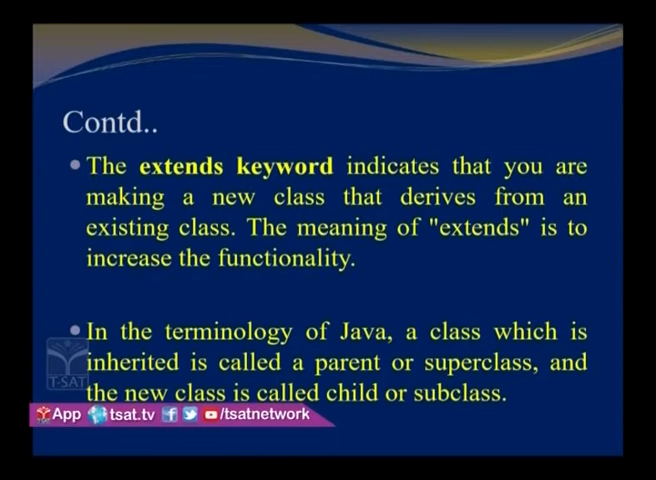 Contd..
The extends keyword indicates that you are
making a new class that derives from an
existing class. The meaning of "extends" is to
increase the functionality.
In the terminology of Java, a class which is
inherited is called a parent or superclass, and
the new class is called child or subclass.
T-SAT
App tsat.tv /tsatnetwork